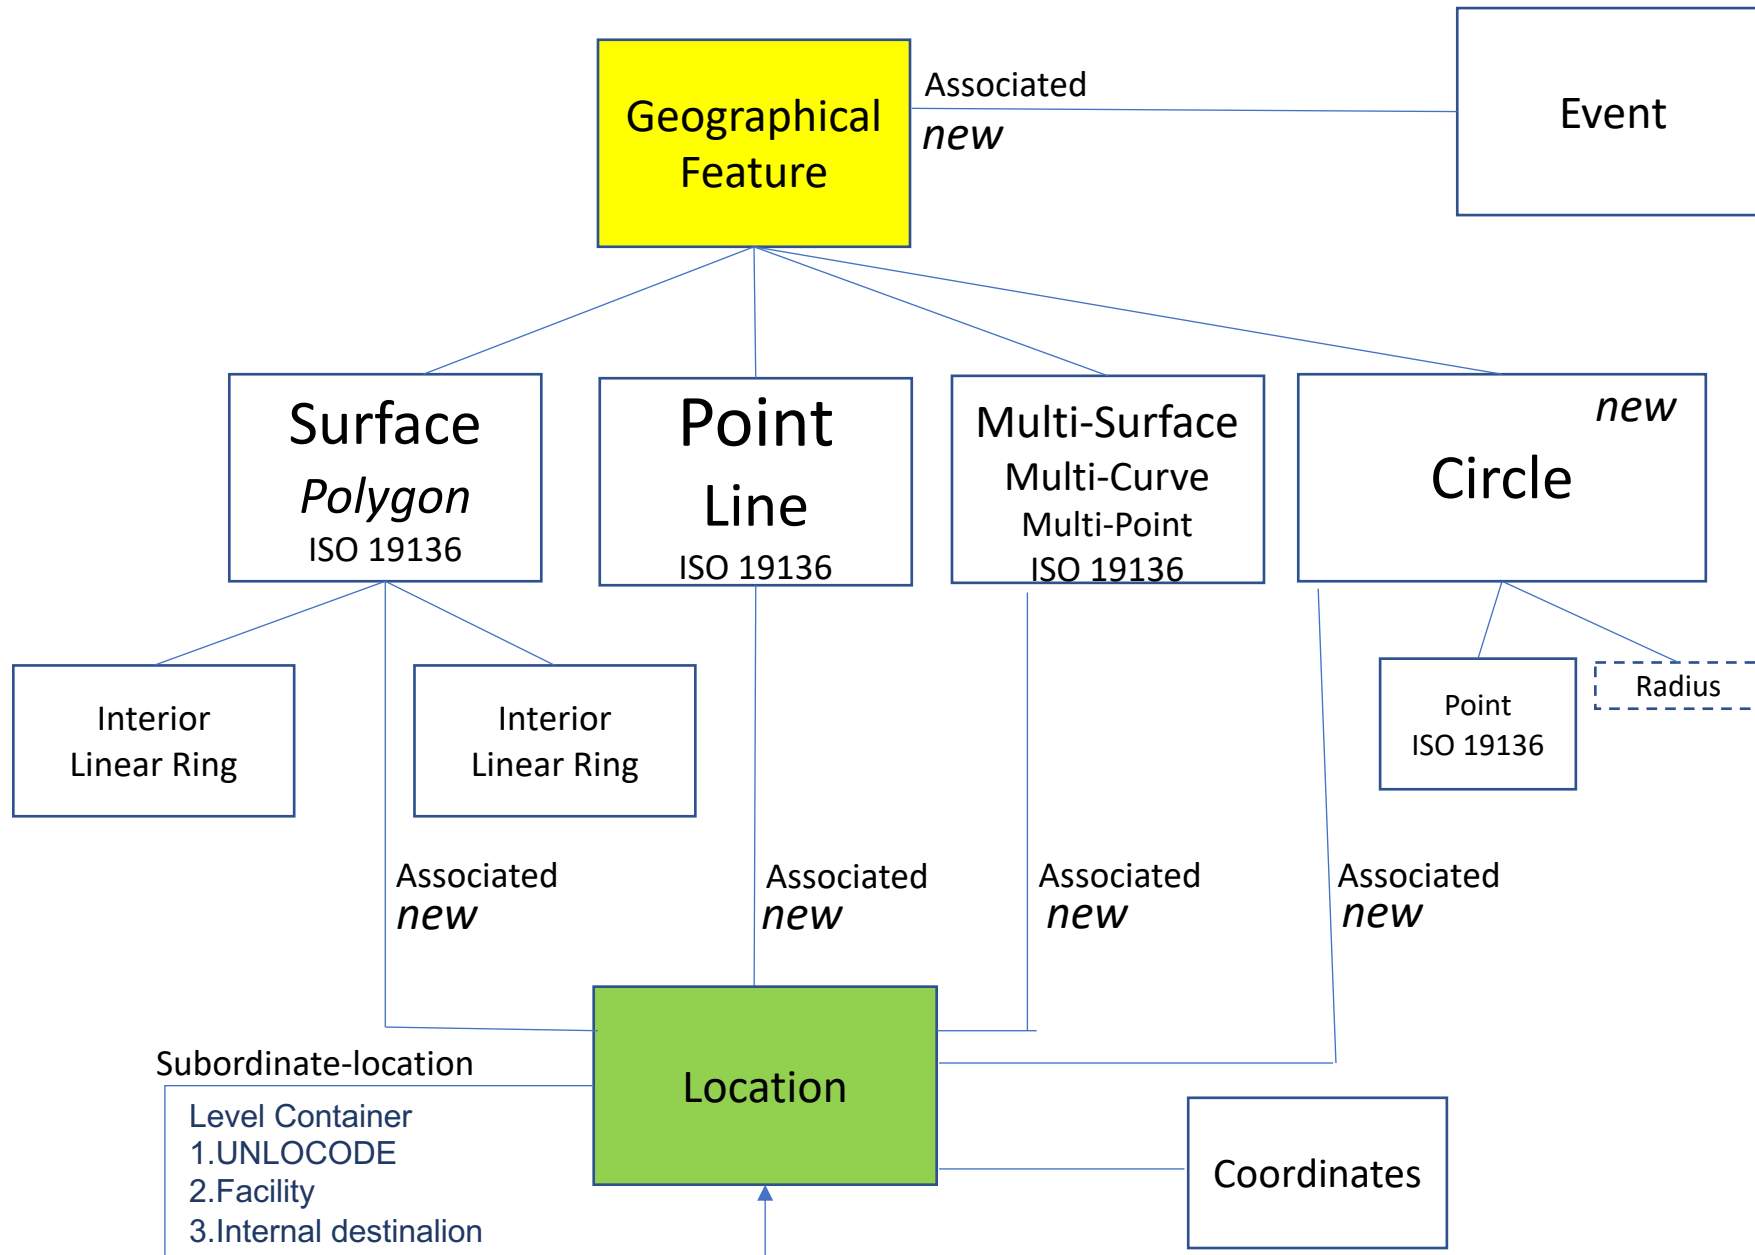 Geographical
Feature
Associated
new
Event
Surface
Polygon
ISO 19136
Point
Line
ISO 19136
Multi-Surface
Multi-Curve
Multi-Point
ISO 19136
new
Circle
Interior
Linear Ring
Interior
Linear Ring
Point
ISO 19136
Radius
Associated
new
Associated
new
Associated
new
Associated
new
Subordinate-location
Level Container
1.UNLOCODE
2.Facility
3.Internal destinalion
Location
Coordinates